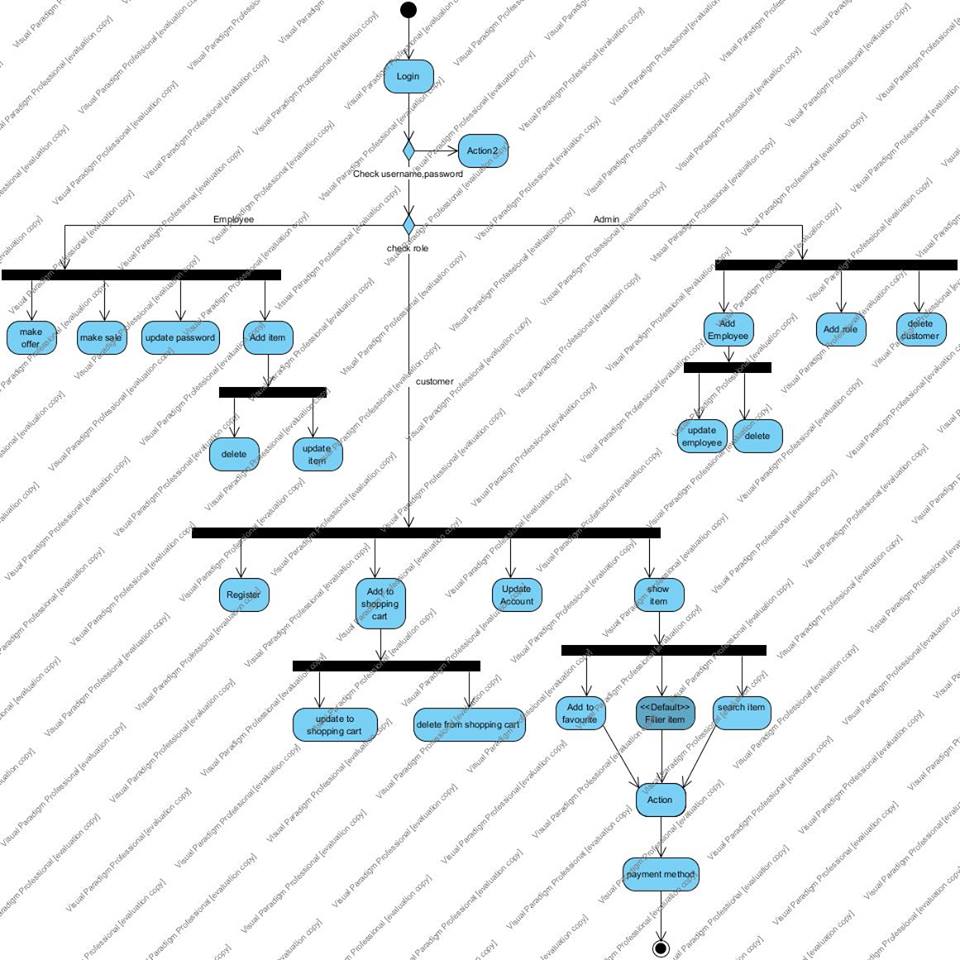 Login
Action2
Check username,password
Employee
Admin
check role
make
offer
make sale
update password
Add item
Add
Employee
Add role
delete
customer
customer
delete
update
item
update
employee
delete
Register
Add to
shopping
cart
Update
Account
show
item
update to
shopping cart
delete from shopping cart
Add to
favourite
<<Default>>
Filter item
search item
Action
payment method
Visual Paradigm Professional [evaluation copy]